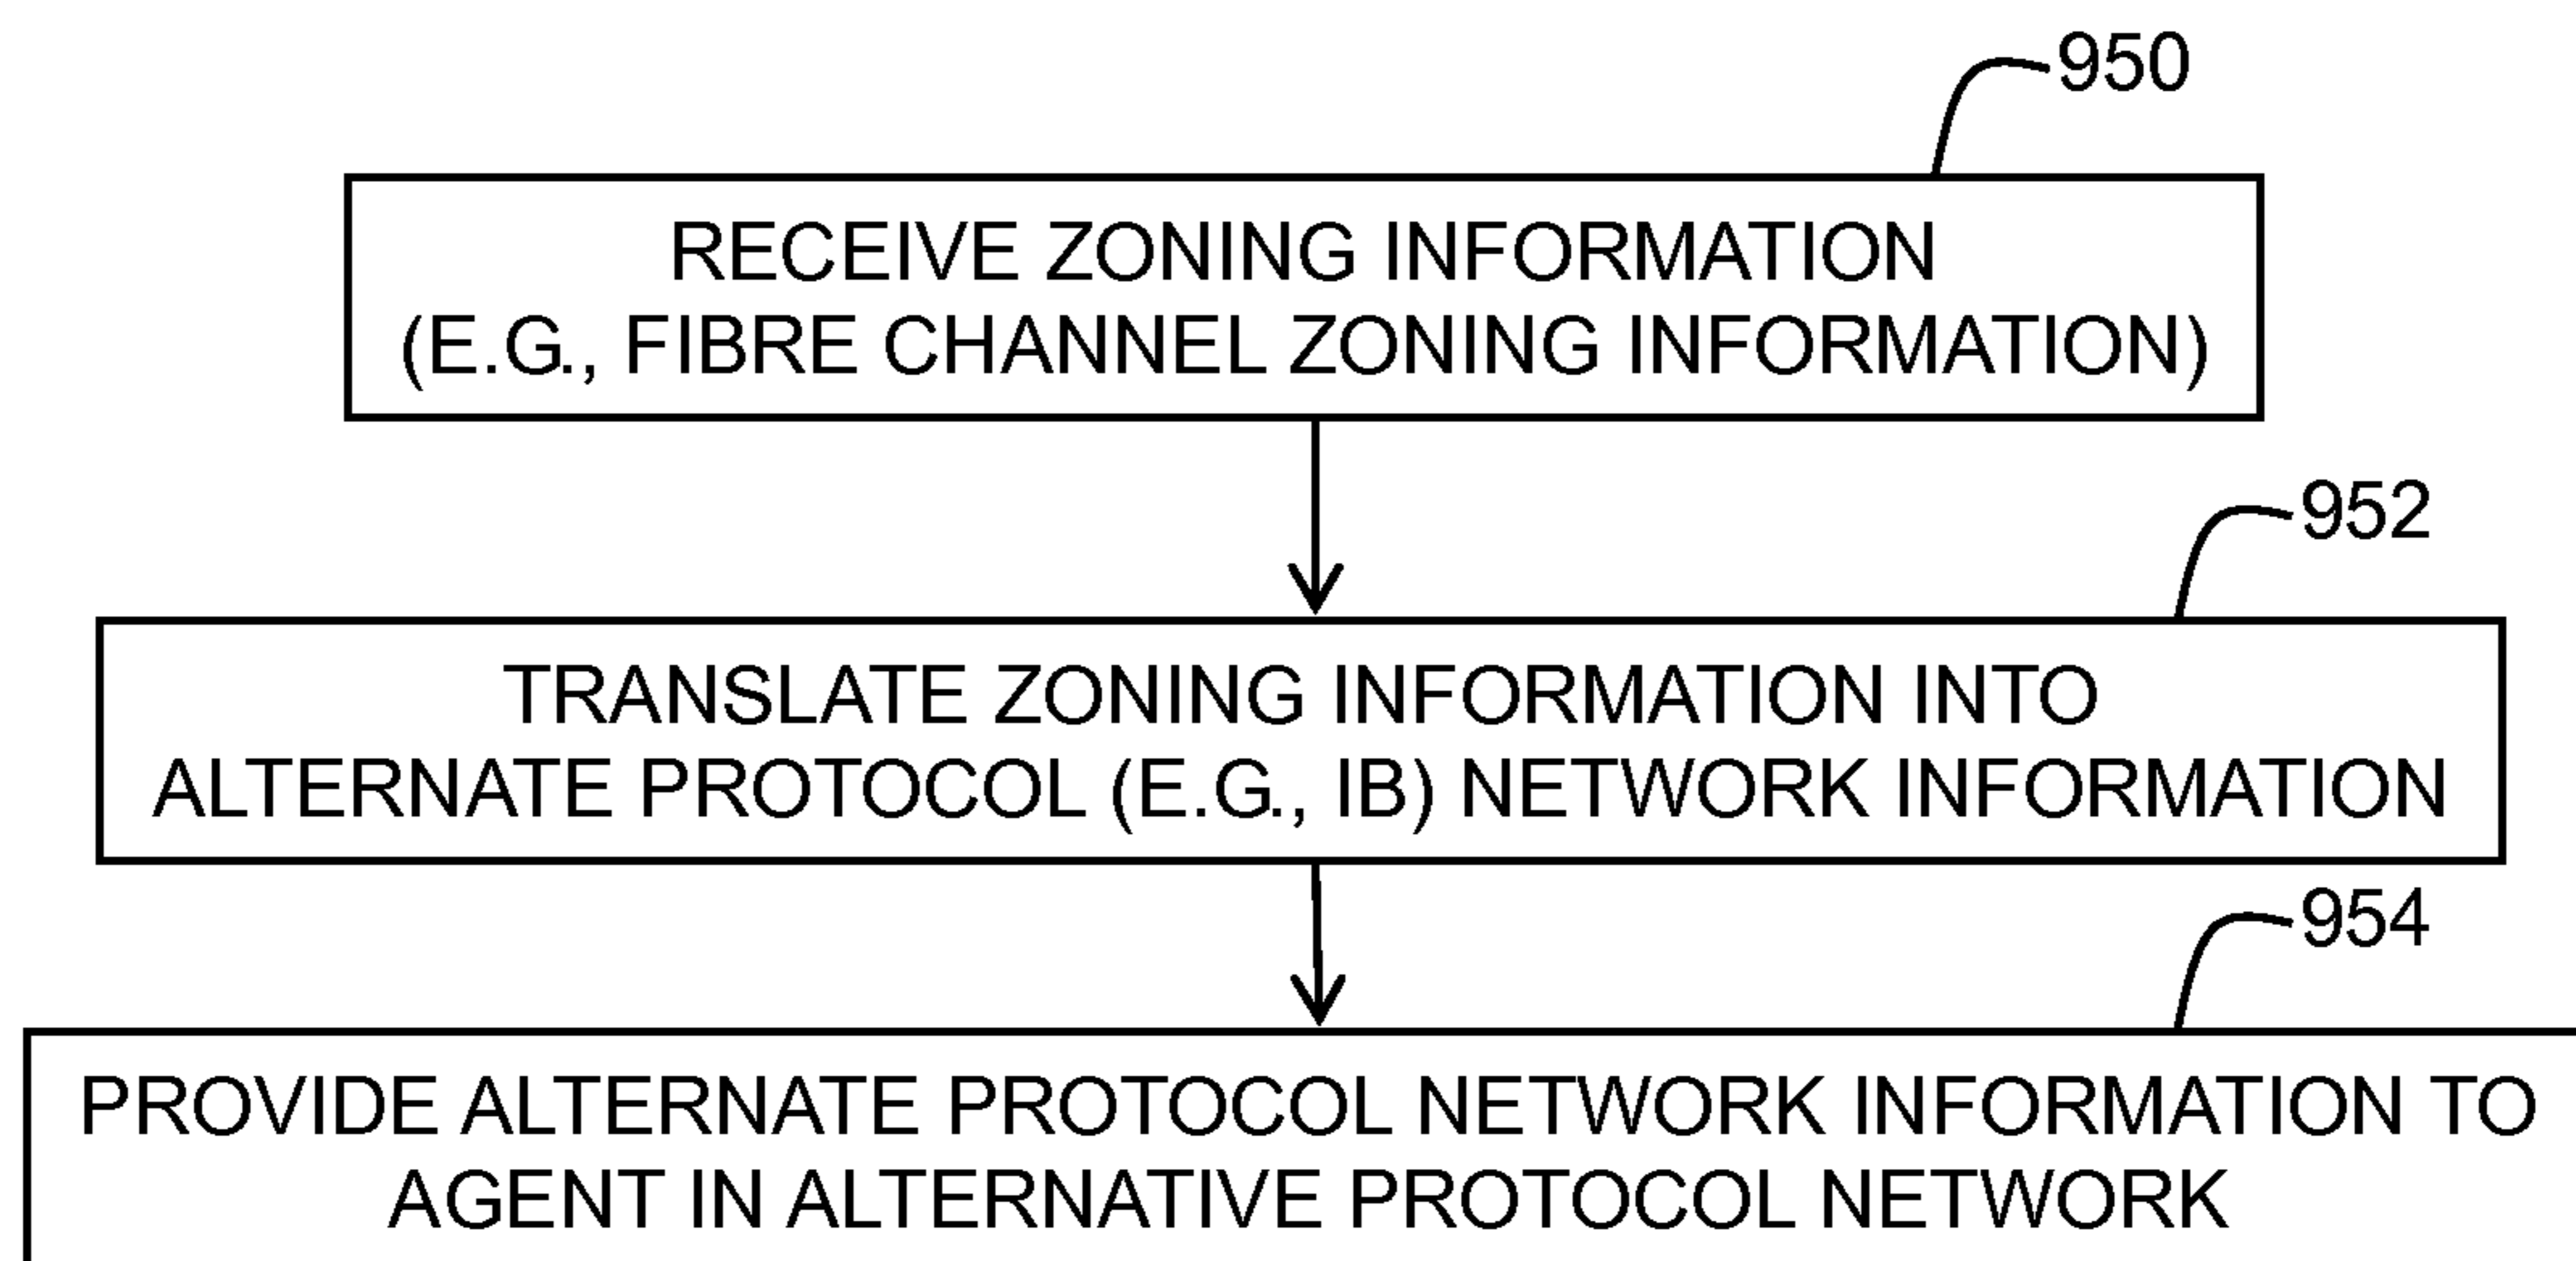 950
RECEIVE ZONING INFORMATION
(E.G., FIBRE CHANNEL ZONING INFORMATION)
952
TRANSLATE ZONING INFORMATION INTO
ALTERNATE PROTOCOL (E.G., IB) NETWORK INFORMATION
954
PROVIDE ALTERNATE PROTOCOL NETWORK INFORMATION TO
AGENT IN ALTERNATIVE PROTOCOL NETWORK